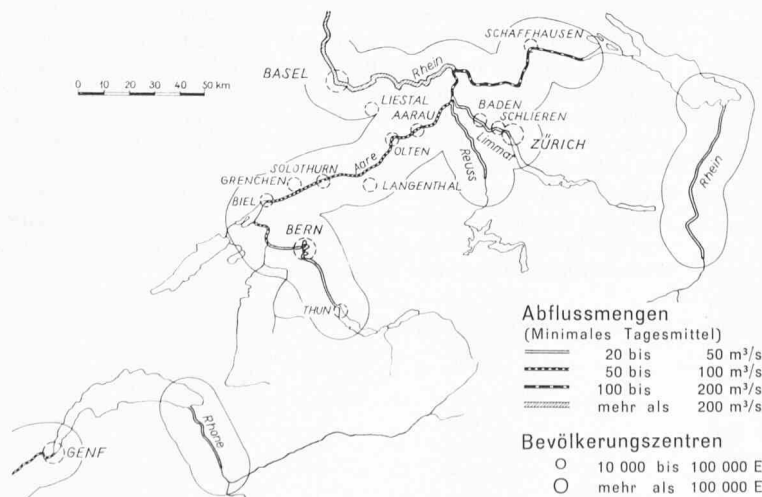 SCHAFFHAUSEN
Rhein
BASEL
0 10 20 30 40 50 km
LIESTAL
AARAU
BADEN
SCHLIEREN
ZÜRICH
Limmat
OLTEN
Reuss
Aare
SOLOTHURN
GRENCHEN
LANGENTHAL
BIEL
Rhein
BERN
THUN
Abflussmengen
(Minimales Tagesmittel)
20 bis 50 m³/s
50 bis 100 m³/s
100 bis 200 m³/s
mehr als 200 m³/s
Rhone
GENF
Bevölkerungszentren
10 000 bis 100 000 E
mehr als 100 000 E